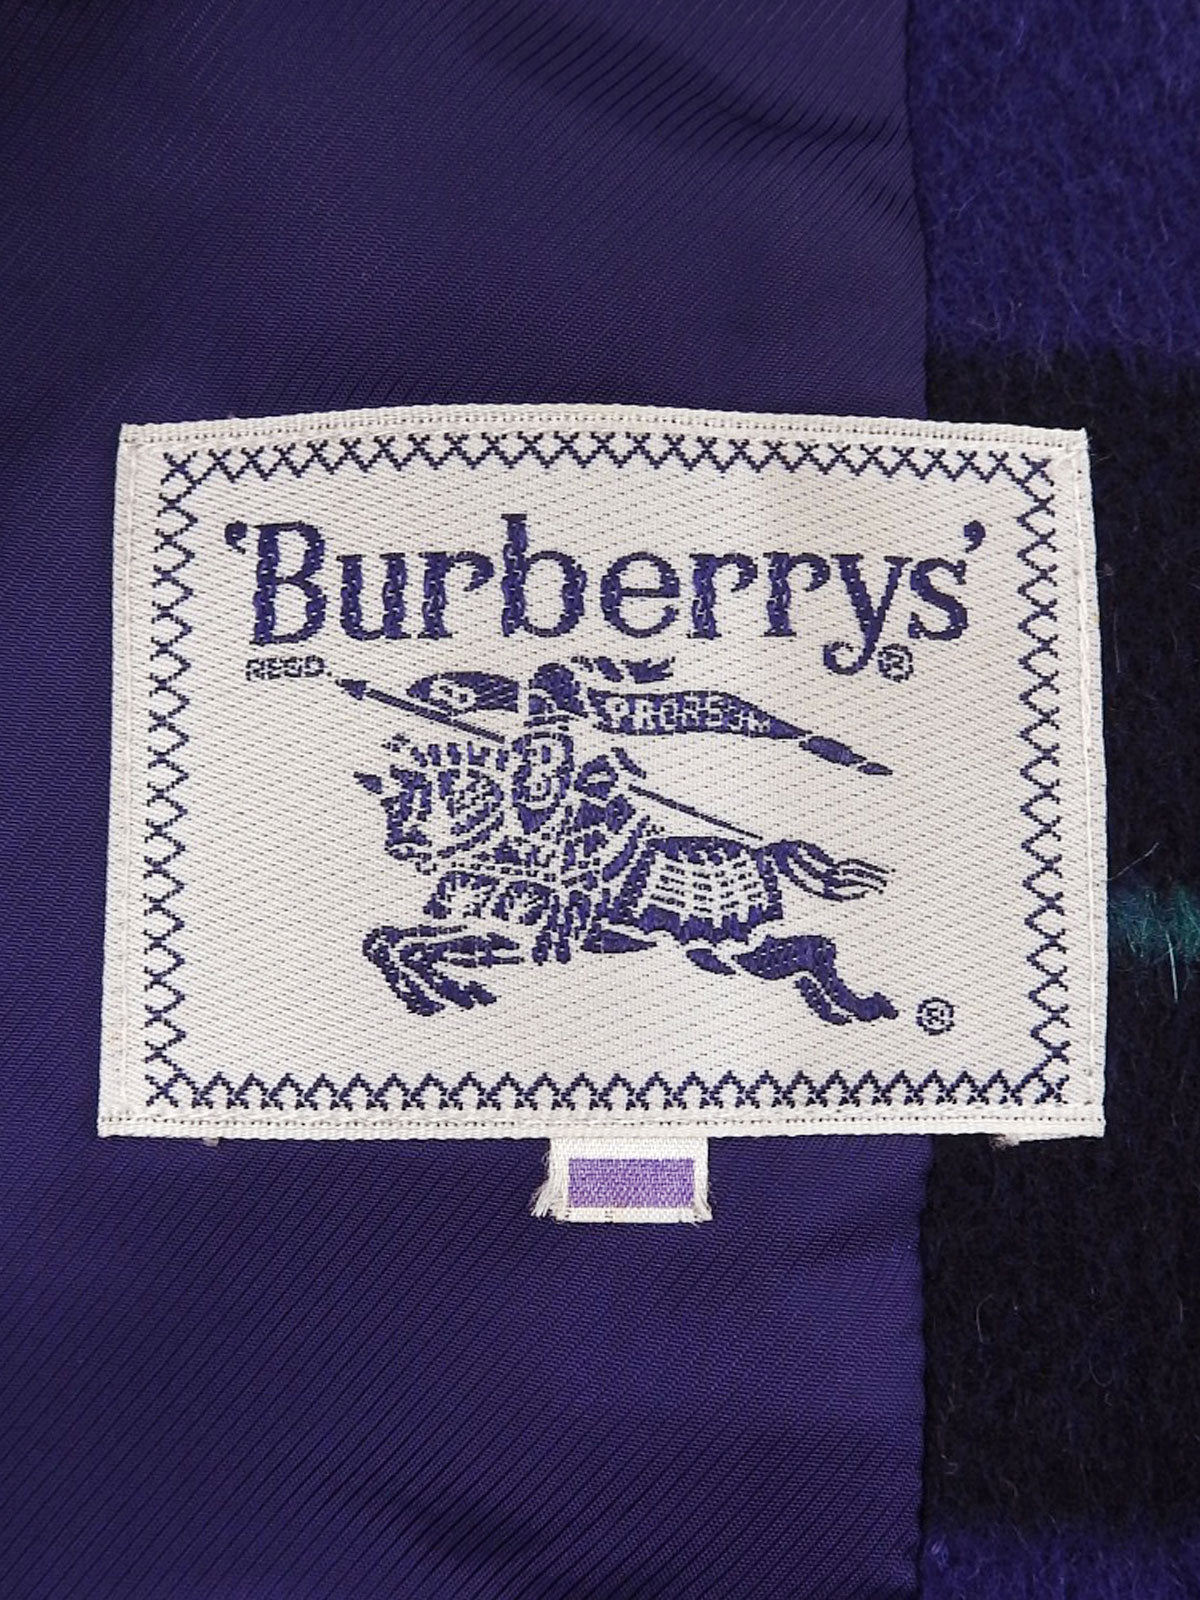 'Burberrys'
REGD.
®
PRORSUM
®